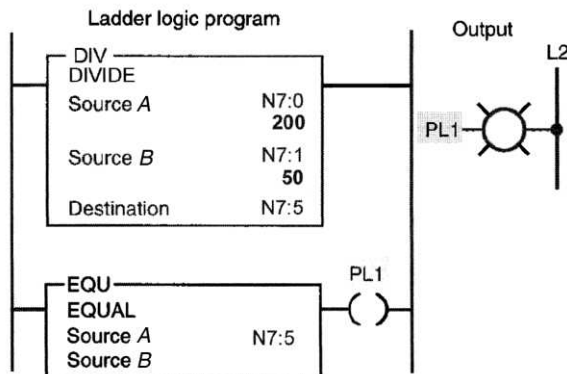 Ladder logic program
Output
L2
DIV
DIVIDE
Source A N7:0
200
Source B N7:1
50
Destination N7:5
PL1
PL1
EQU
EQUAL
Source A N7:5
Source B